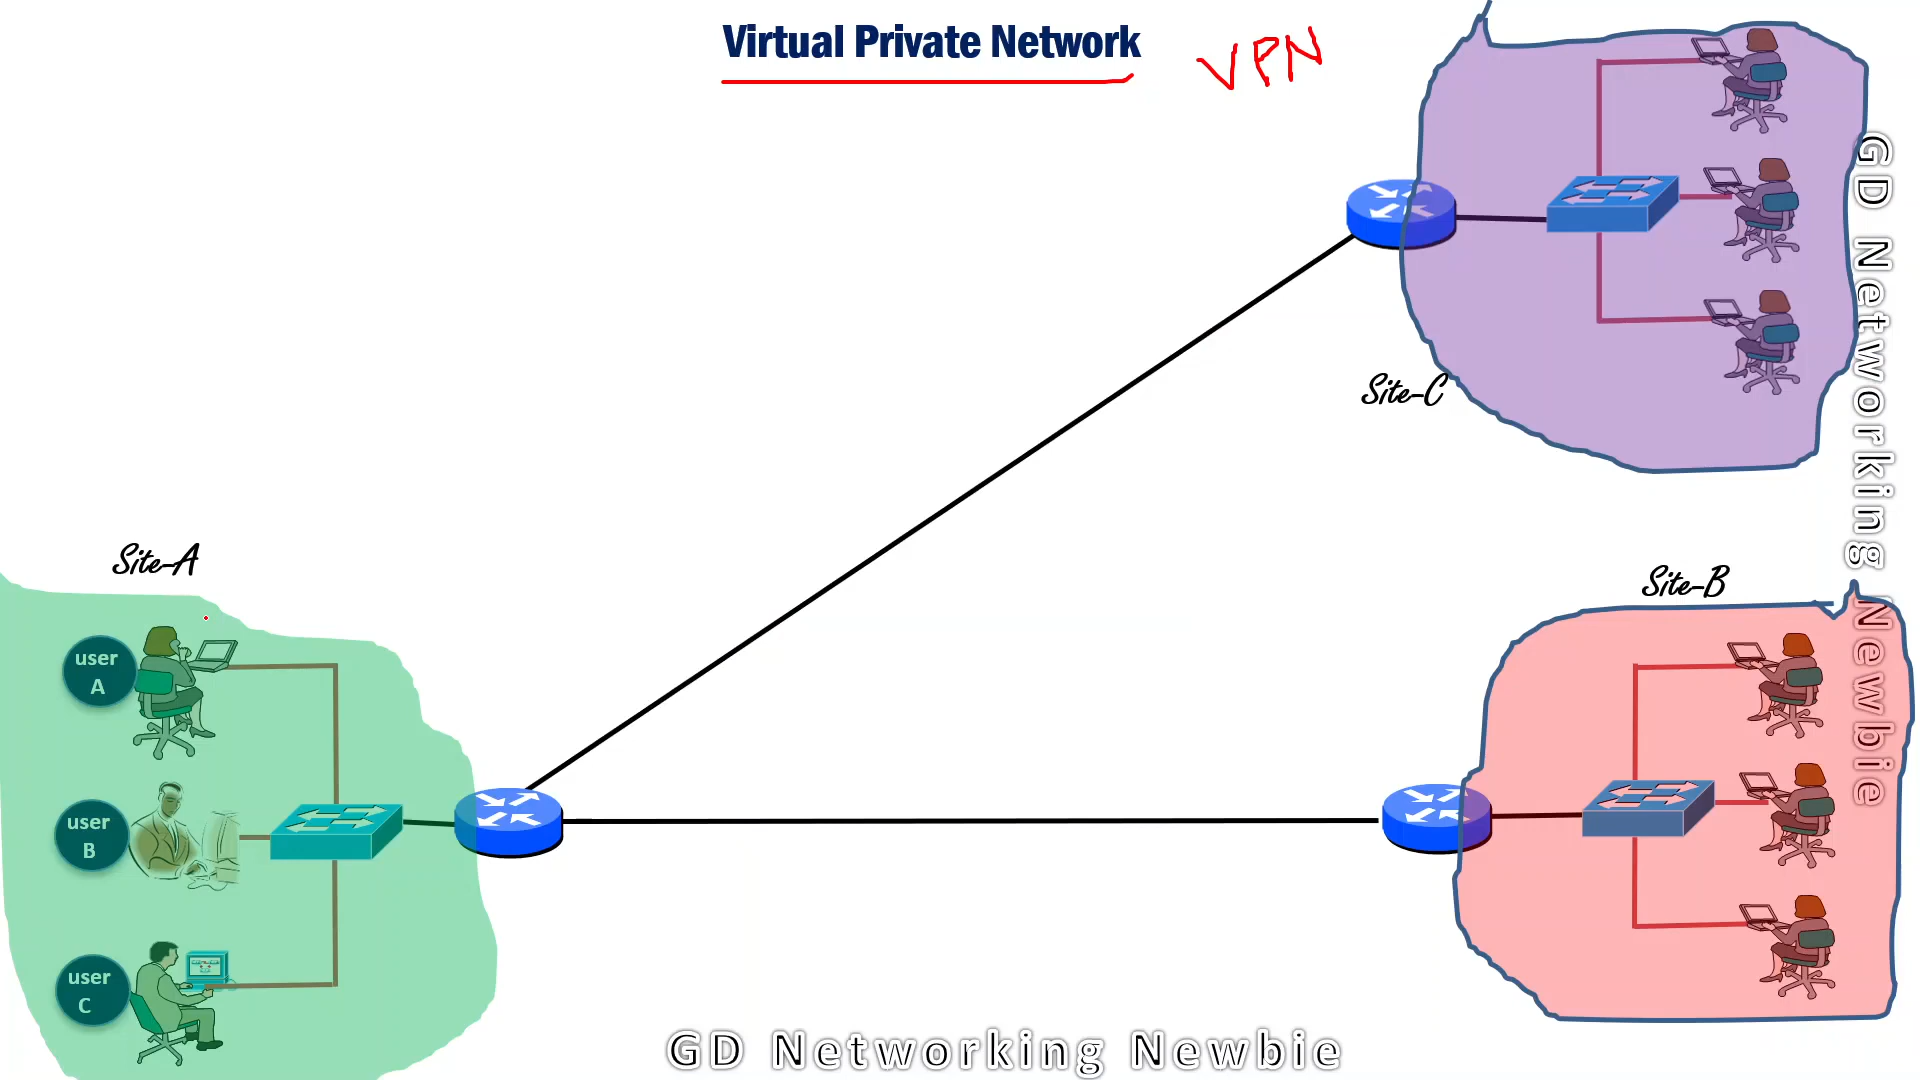 Virtual Private Network
VPN
Site-C
Site-A
Site-B
user
A
user
B
user
C
GD Networking Newbie
GD Networking Newbie